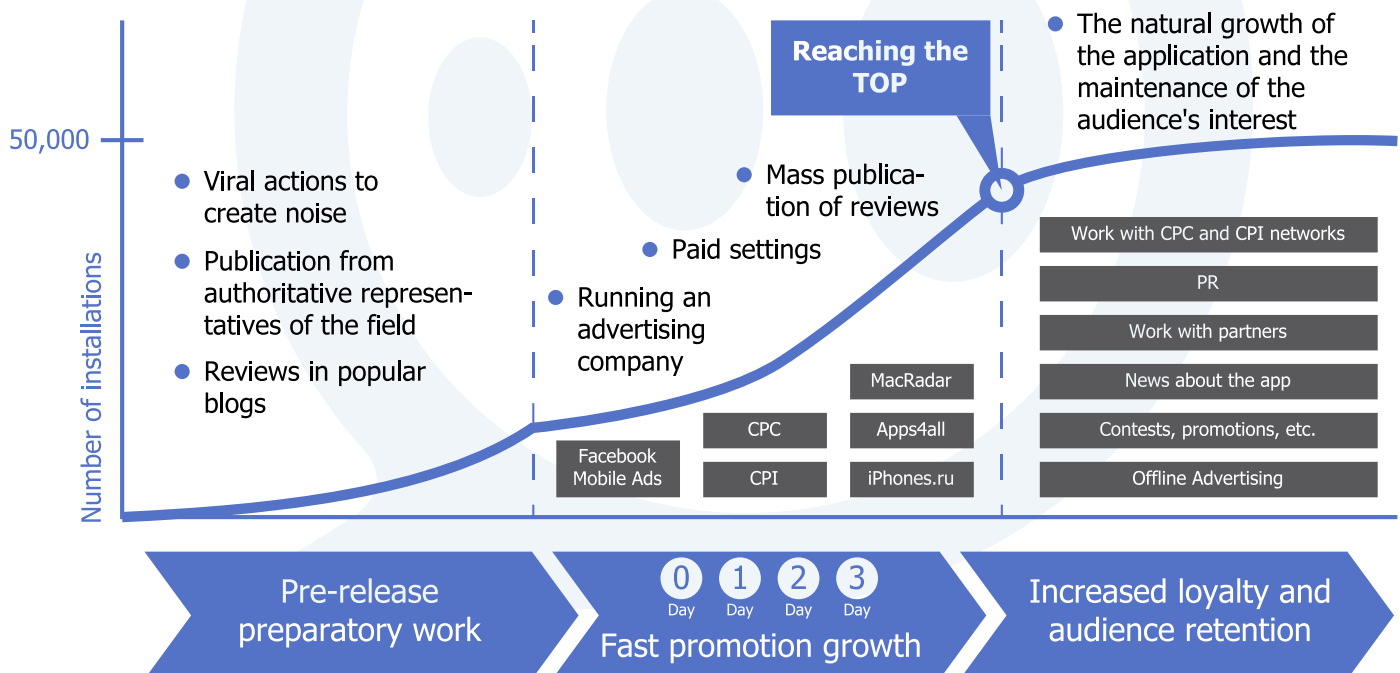 50,000
Number of installations
Viral actions to
create noise
Publication from
authoritative represen-
tatives of the field
Reviews in popular
blogs
Running an
advertising
company
Paid settings
Mass publica-
tion of reviews
Reaching the
TOP
The natural growth of
the application and the
maintenance of the
audience's interest
Facebook
Mobile Ads
CPC
CPI
MacRadar
Apps4all
iPhones.ru
Work with CPC and CPI networks
PR
Work with partners
News about the app
Contests, promotions, etc.
Offline Advertising
Pre-release
preparatory work
0 1 2 3
Day Day Day Day
Fast promotion growth
Increased loyalty and
audience retention